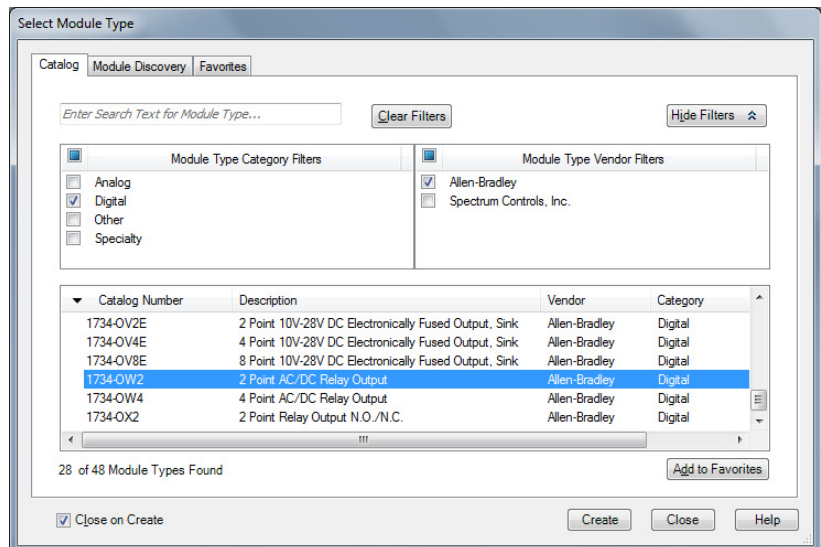 Select Module Type
Catalog Module Discovery Favorites
Enter Search Text for Module Type... Clear Filters Hide Filters
Module Type Category Filters Module Type Vendor Filters
Analog Allen-Bradley
Digital Spectrum Controls, Inc.
Other
Specialty
Catalog Number Description Vendor Category
1734-OV2E 2 Point 10V-28V DC Electronically Fused Output, Sink Allen-Bradley Digital
1734-OV4E 4 Point 10V-28V DC Electronically Fused Output, Sink Allen-Bradley Digital
1734-OV8E 8 Point 10V-28V DC Electronically Fused Output, Sink Allen-Bradley Digital
1734-OW2 2 Point AC/DC Relay Output Allen-Bradley Digital
1734-OW4 4 Point AC/DC Relay Output Allen-Bradley Digital
1734-OX2 2 Point Relay Output N.O./N.C. Allen-Bradley Digital
28 of 48 Module Types Found Add to Favorites
Close on Create Create Close Help